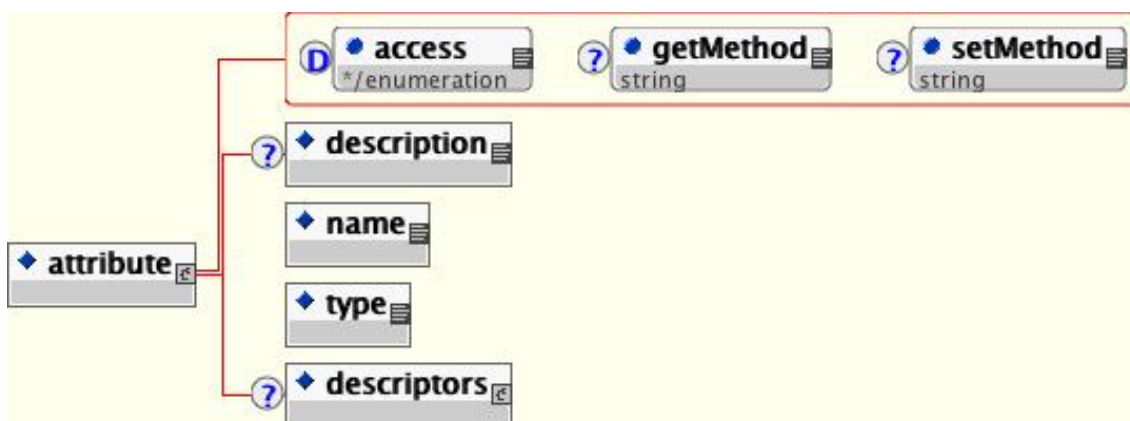 D access ? getMethod ? setMethod
*/enumeration string string
? description
name
attribute
type
? descriptors